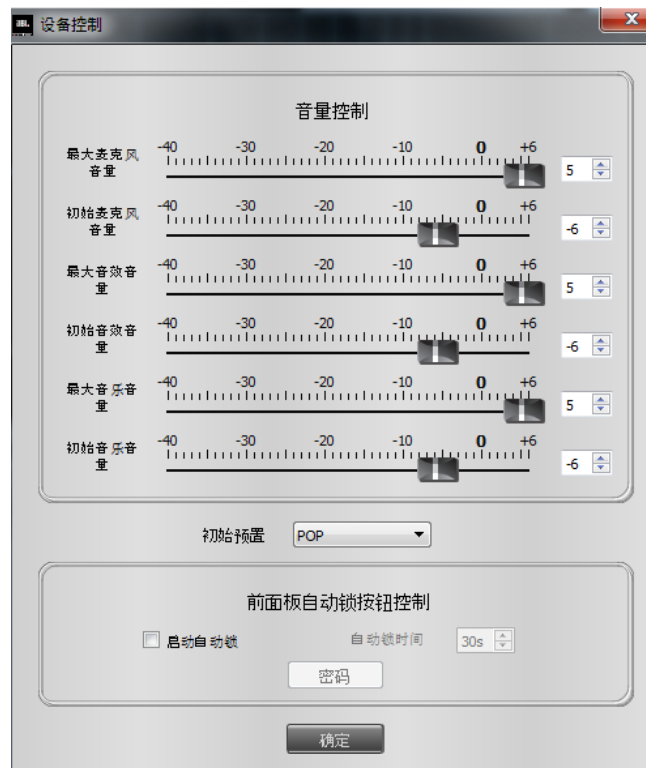 JBL 设备控制
音量控制
最大麦克风
音量
-40 -30 -20 -10 0 +6
5
初始麦克风
音量
-40 -30 -20 -10 0 +6
-6
最大音效音
量
-40 -30 -20 -10 0 +6
5
初始音效音
量
-40 -30 -20 -10 0 +6
-6
最大音乐音
量
-40 -30 -20 -10 0 +6
5
初始音乐音
量
-40 -30 -20 -10 0 +6
-6
初始预置 POP
前面板自动锁按钮控制
启动自动锁 自动锁时间 30s
密码
确定